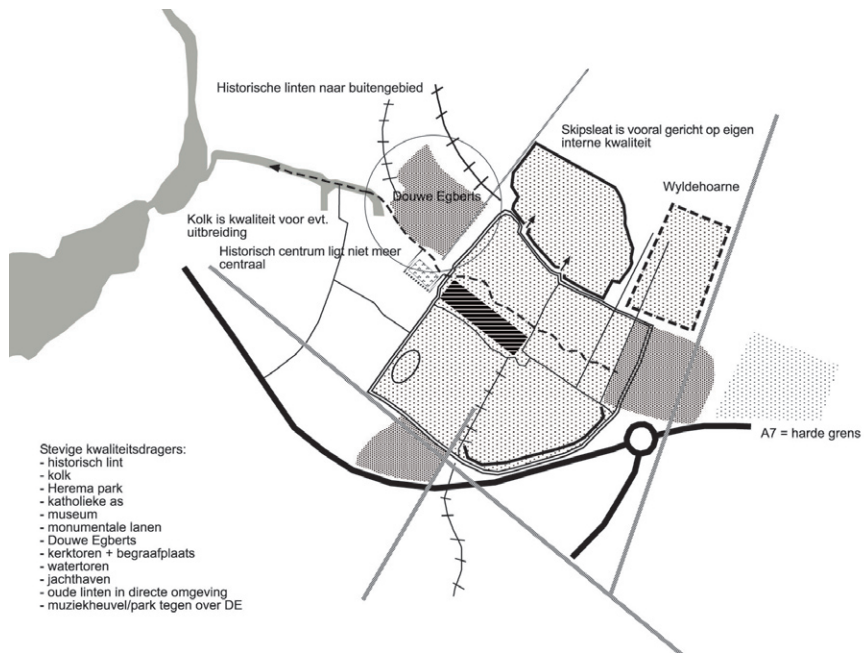 Historische linten naar buitengebied
Skipsleat is vooral gericht op eigen
interne kwaliteit
Wyldehoarne
Douwe Egberts
Kolk is kwaliteit voor evt.
uitbreiding
Historisch centrum ligt niet meer
centraal
A7 = harde grens
Stevige kwaliteitsdragers:
- historisch lint
- kolk
- Herema park
- katholieke as
- museum
- monumentale lanen
- Douwe Egberts
- kerktoren + begraafplaats
- watertoren
- jachthaven
- oude linten in directe omgeving
- muziekheuvel/park tegen over DE